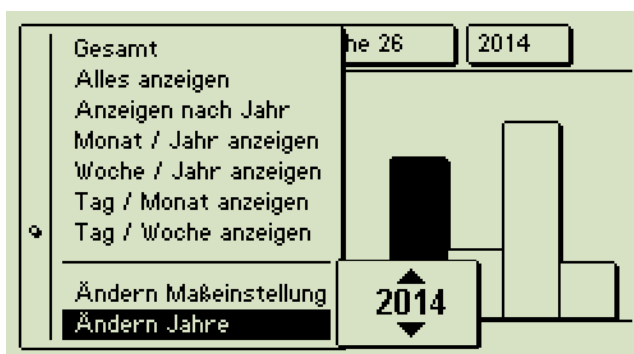 Gesamt
Alles anzeigen
Anzeigen nach Jahr
Monat / Jahr anzeigen
Woche / Jahr anzeigen
Tag / Monat anzeigen
Tag / Woche anzeigen
Ändern Maßeinstellung
Ändern Jahre
he 26
2014
2014